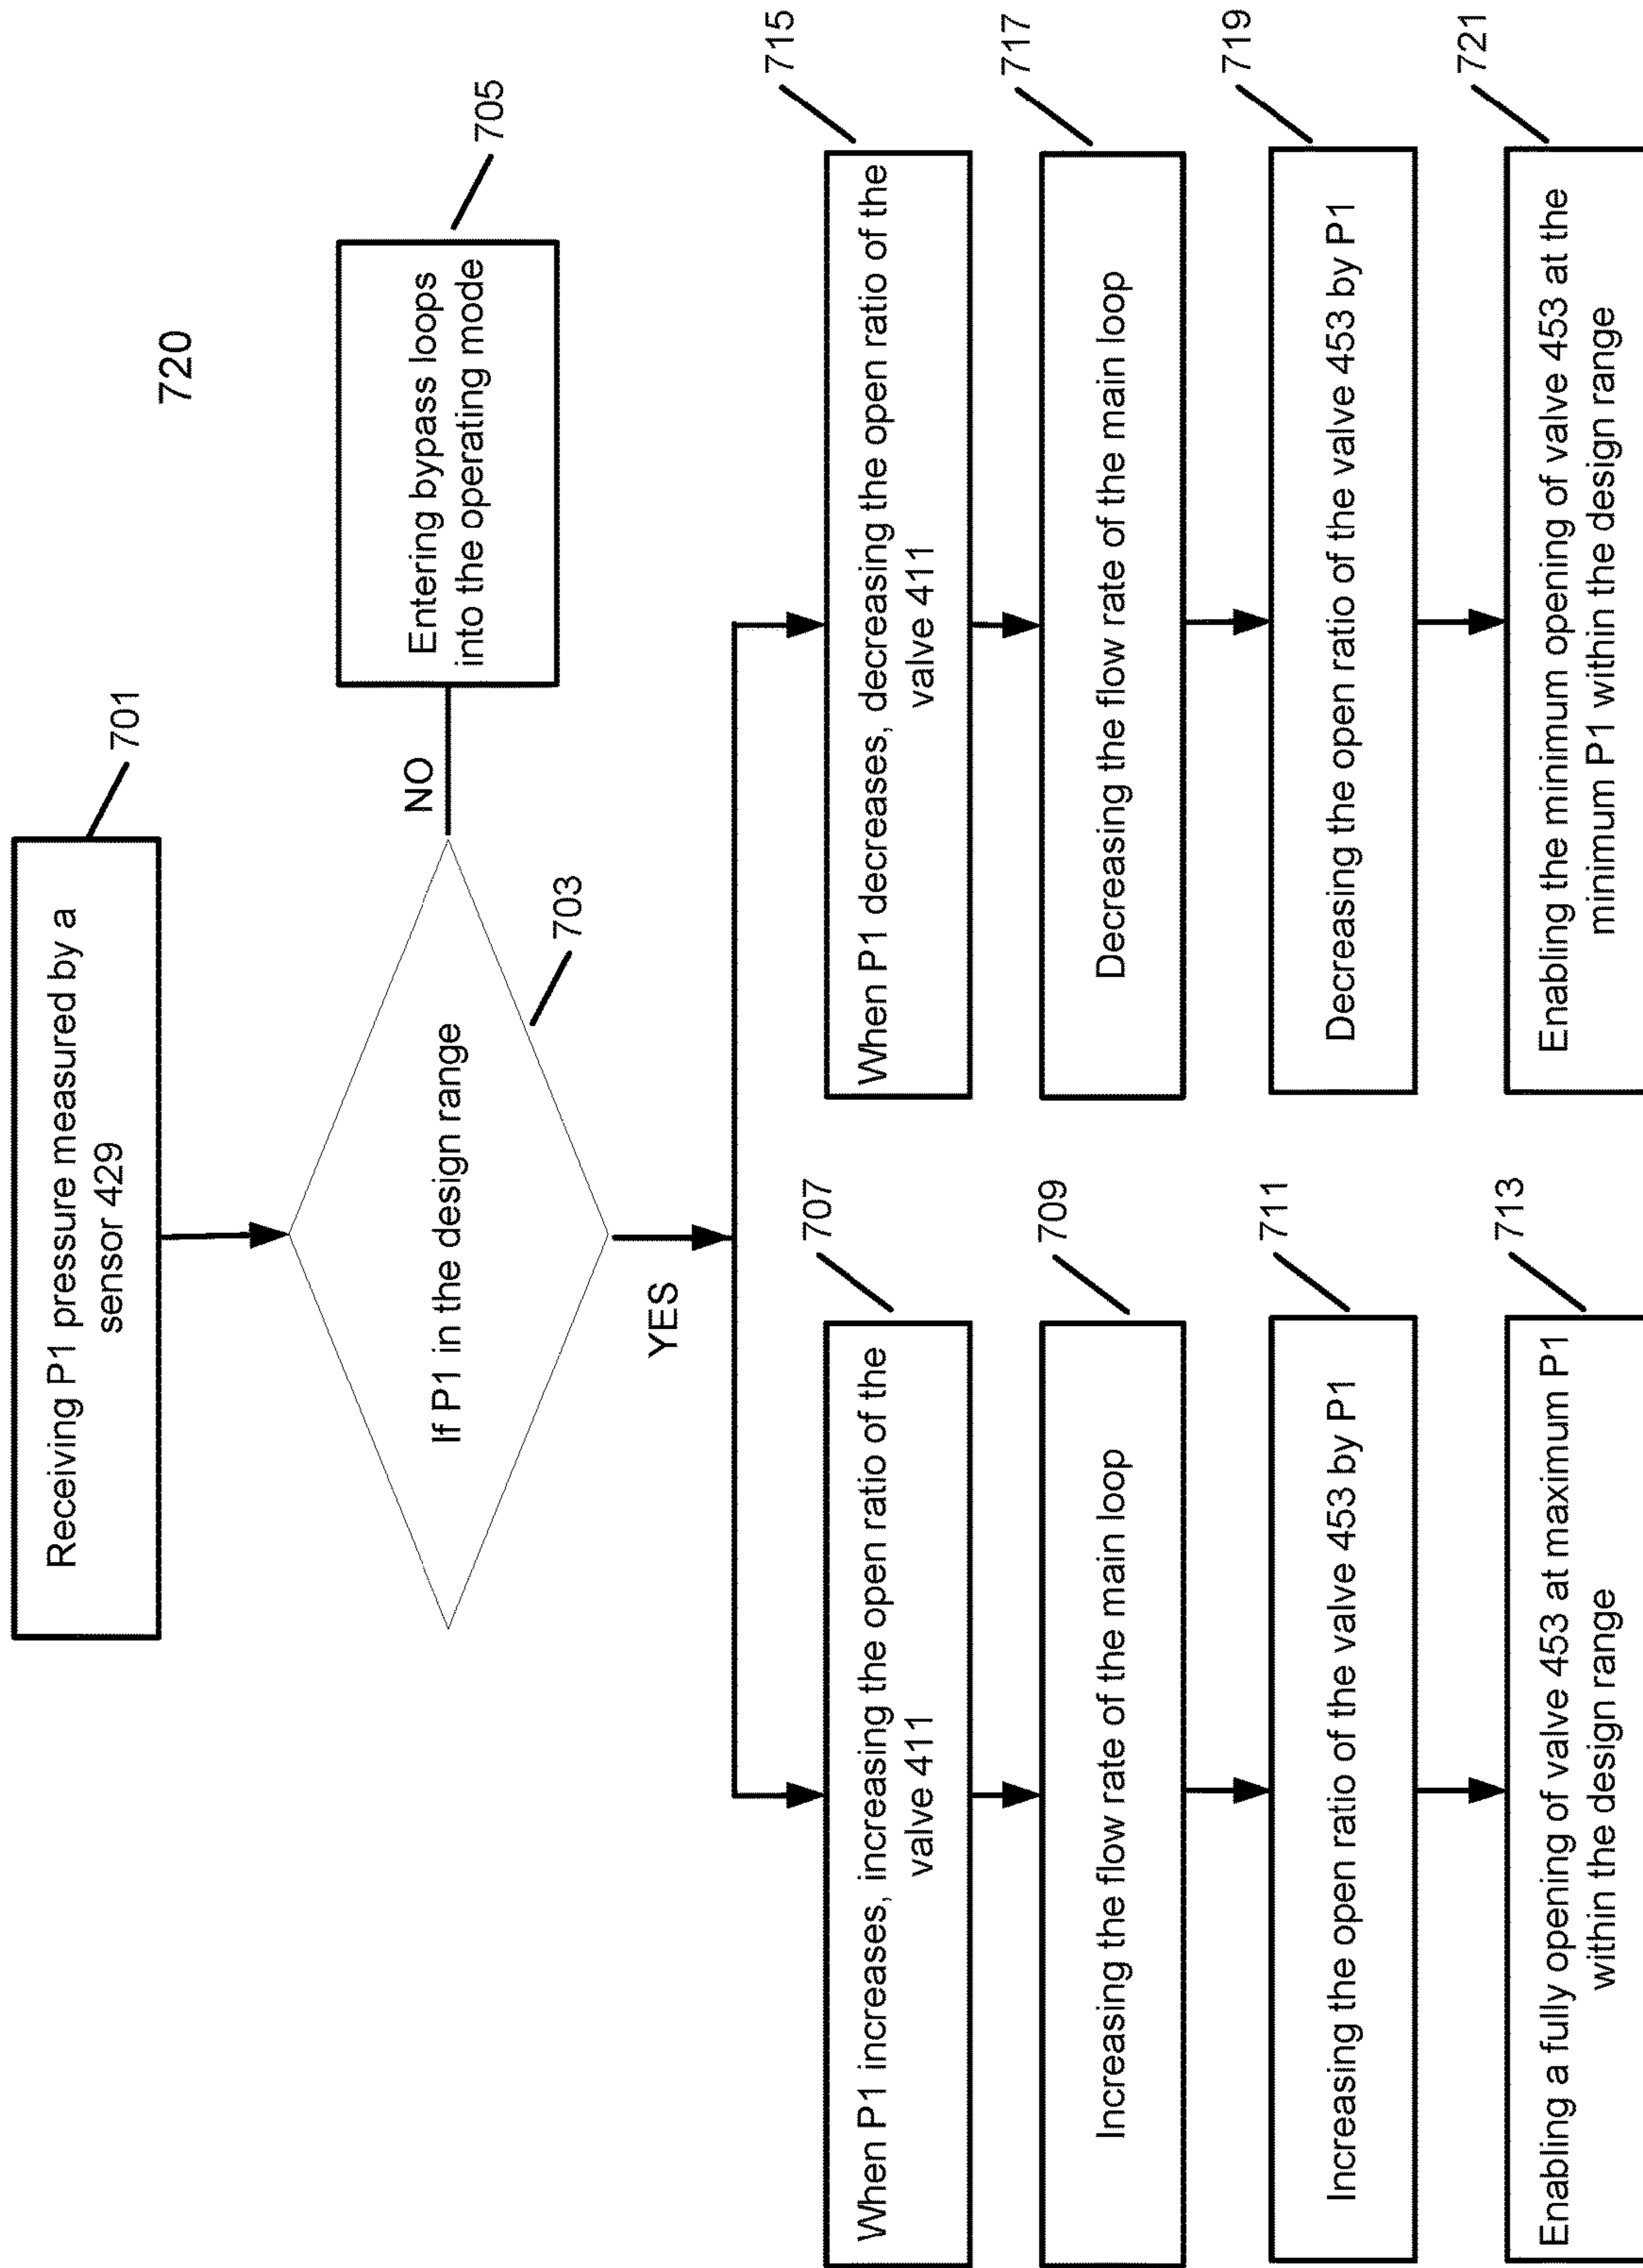 720
Receiving P1 pressure measured by a
sensor 429
701
If P1 in the design range
703
NO
Entering bypass loops
into the operating mode
705
YES
When P1 increases, increasing the open ratio of the
valve 411
707
Increasing the flow rate of the main loop
709
Increasing the open ratio of the valve 453 by P1
711
Enabling a fully opening of valve 453 at maximum P1
within the design range
713
When P1 decreases, decreasing the open ratio of the
valve 411
715
Decreasing the flow rate of the main loop
717
Decreasing the open ratio of the valve 453 by P1
719
Enabling the minimum opening of valve 453 at the
minimum P1 within the design range
721